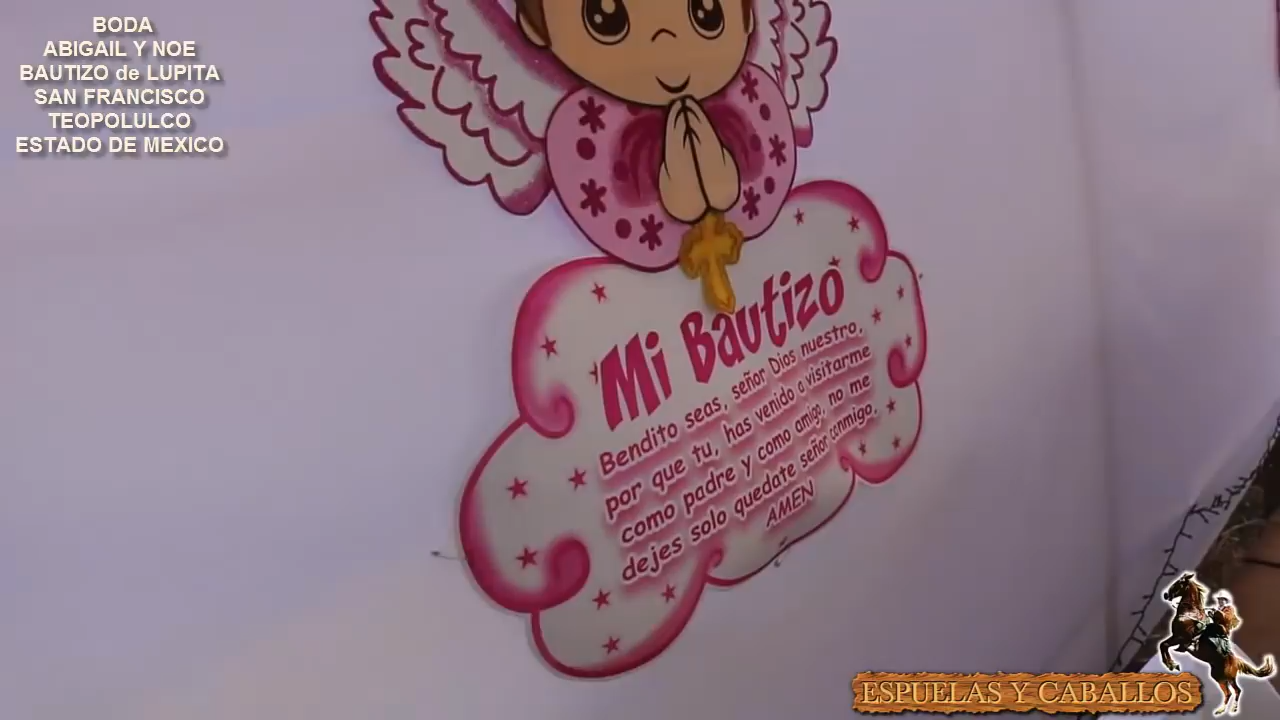 BODA
ABIGAIL Y NOE
BAUTIZO de LUPITA
SAN FRANCISCO
TEOPOLULCO
ESTADO DE MEXICO
Mi Bautizo
Bendito seas, señor Dios nuestro,
por que tu, has venido a visitarme
como padre y como amigo, no me
dejes solo quedate señor conmigo.
AMEN
ESPUELAS Y CABALLOS